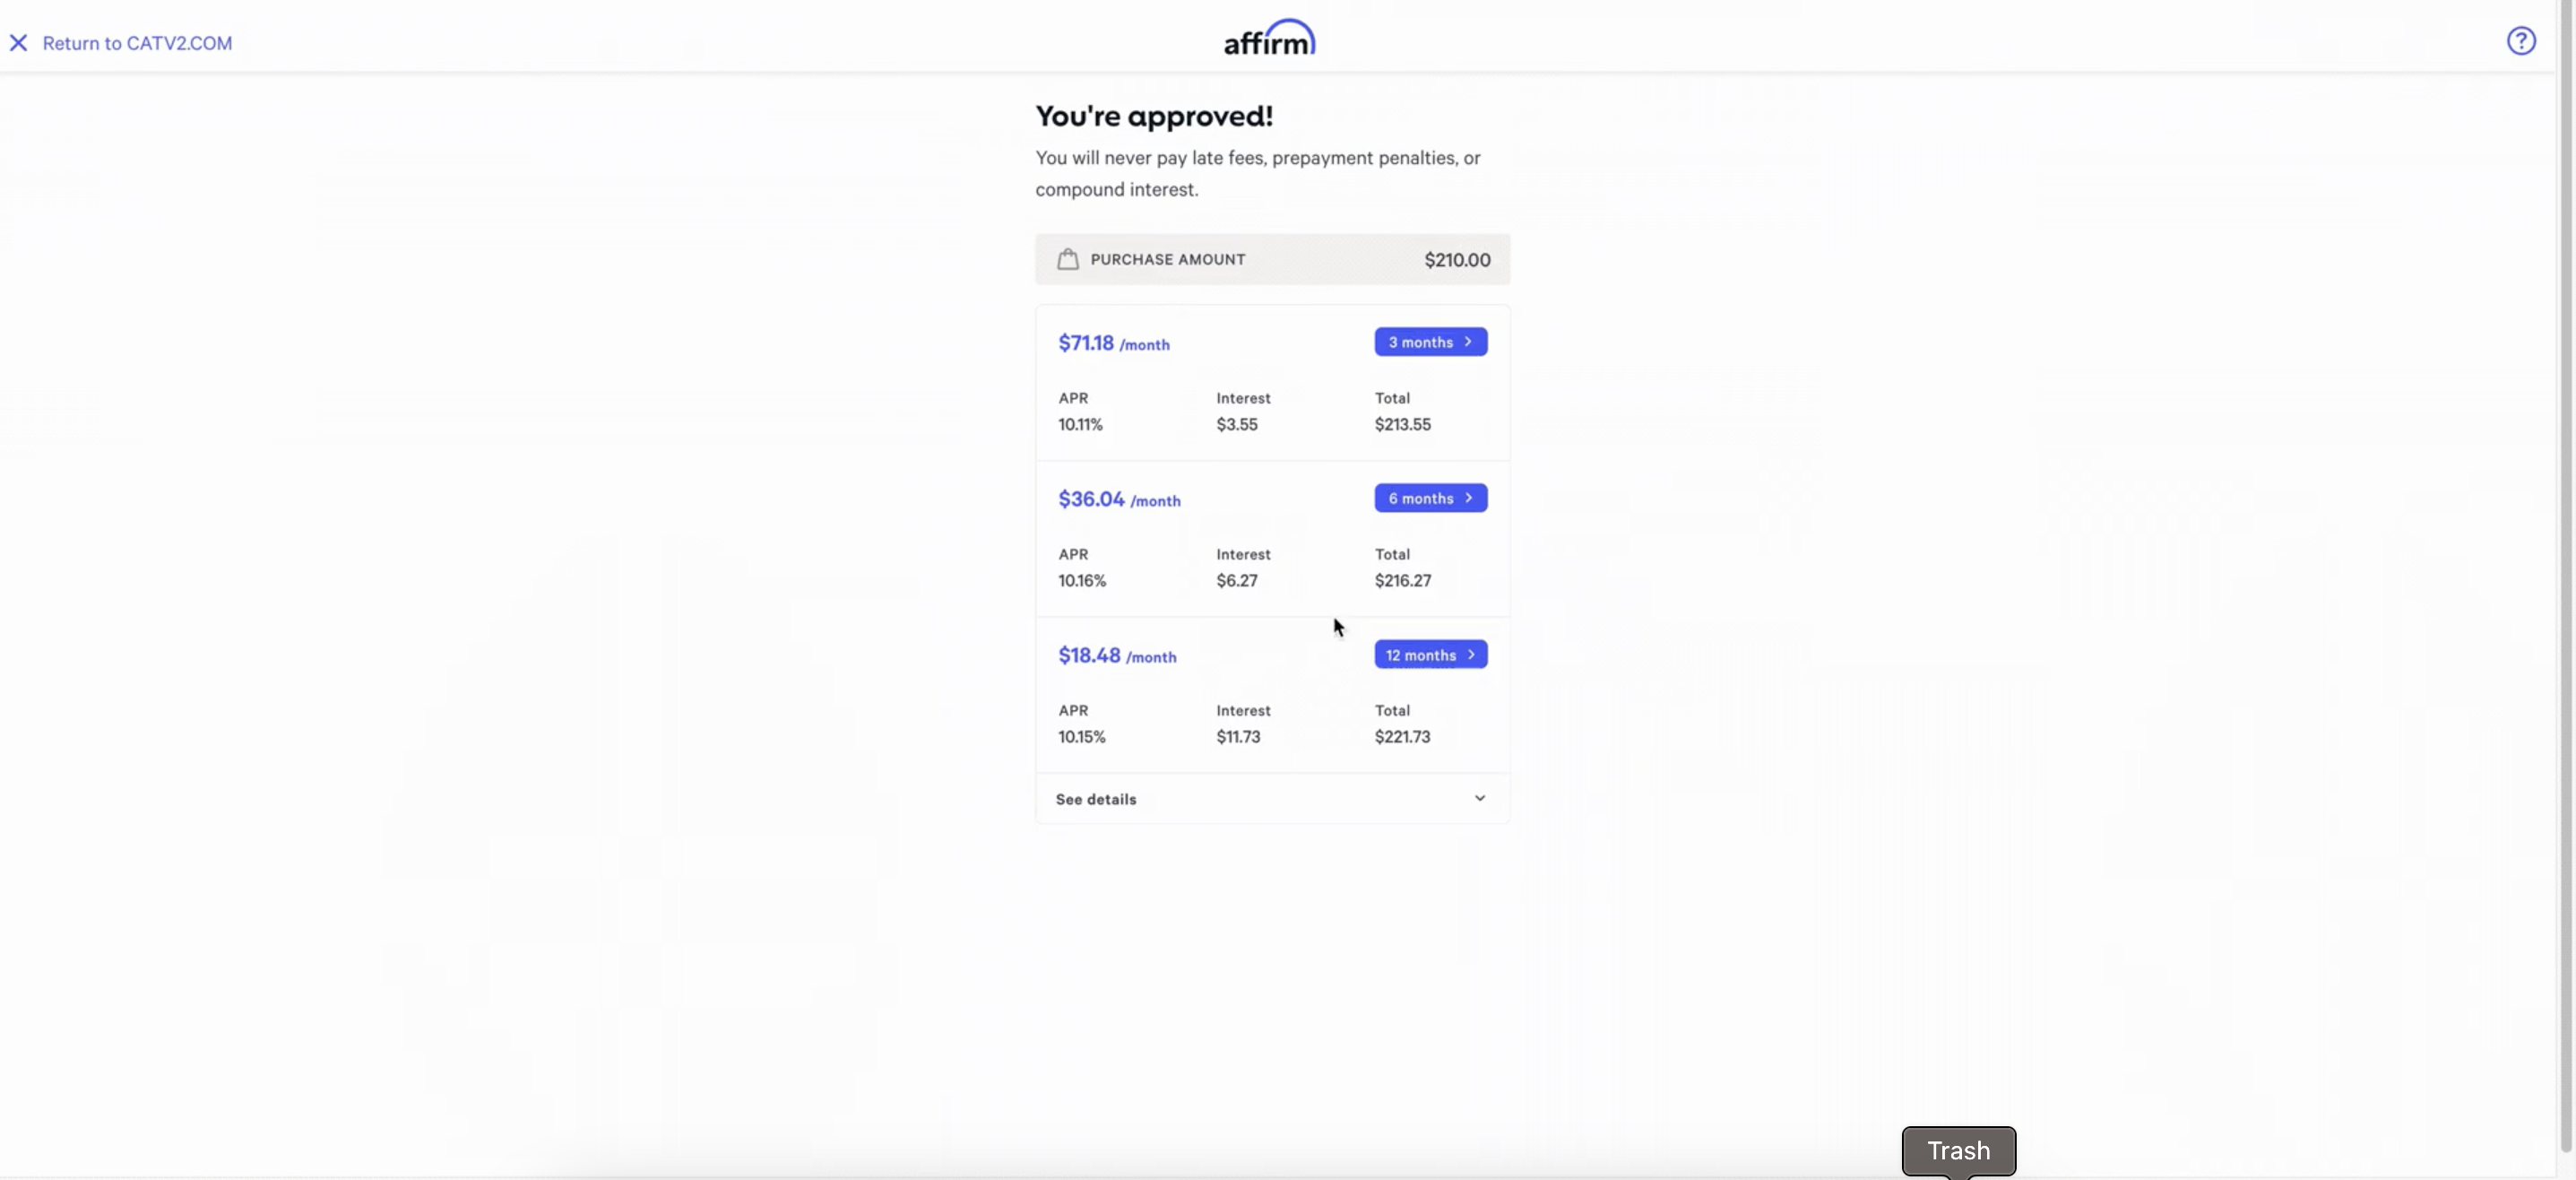 Return to CATV2.COM
affirm
?
You're approved!
You will never pay late fees, prepayment penalties, or
compound interest.
PURCHASE AMOUNT $210.00
$71.18 /month 3 months
APR Interest Total
10.11% $3.55 $213.55
$36.04 /month 6 months
APR Interest Total
10.16% $6.27 $216.27
$18.48 /month 12 months
APR Interest Total
10.15% $11.73 $221.73
See details
Trash